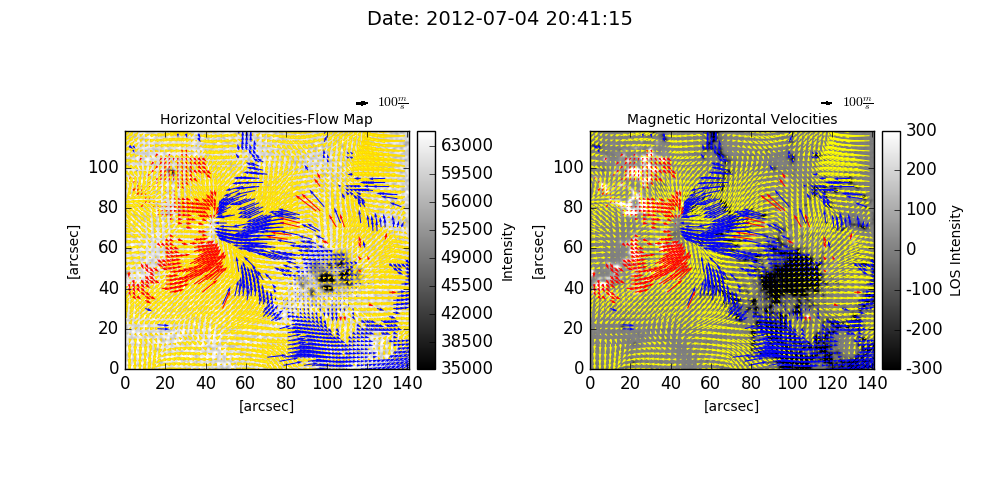 Date: 2012-07-04 20:41:15
100 m/s
100 m/s
Horizontal Velocities-Flow Map
Magnetic Horizontal Velocities
100
80
60
40
20
0
[arcsec]
0 20 40 60 80 100 120 140
[arcsec]
63000
59500
56000
52500
49000
45500
42000
38500
35000
Intensity
100
80
60
40
20
0
[arcsec]
0 20 40 60 80 100 120 140
[arcsec]
300
200
100
0
-100
-200
-300
LOS Intensity